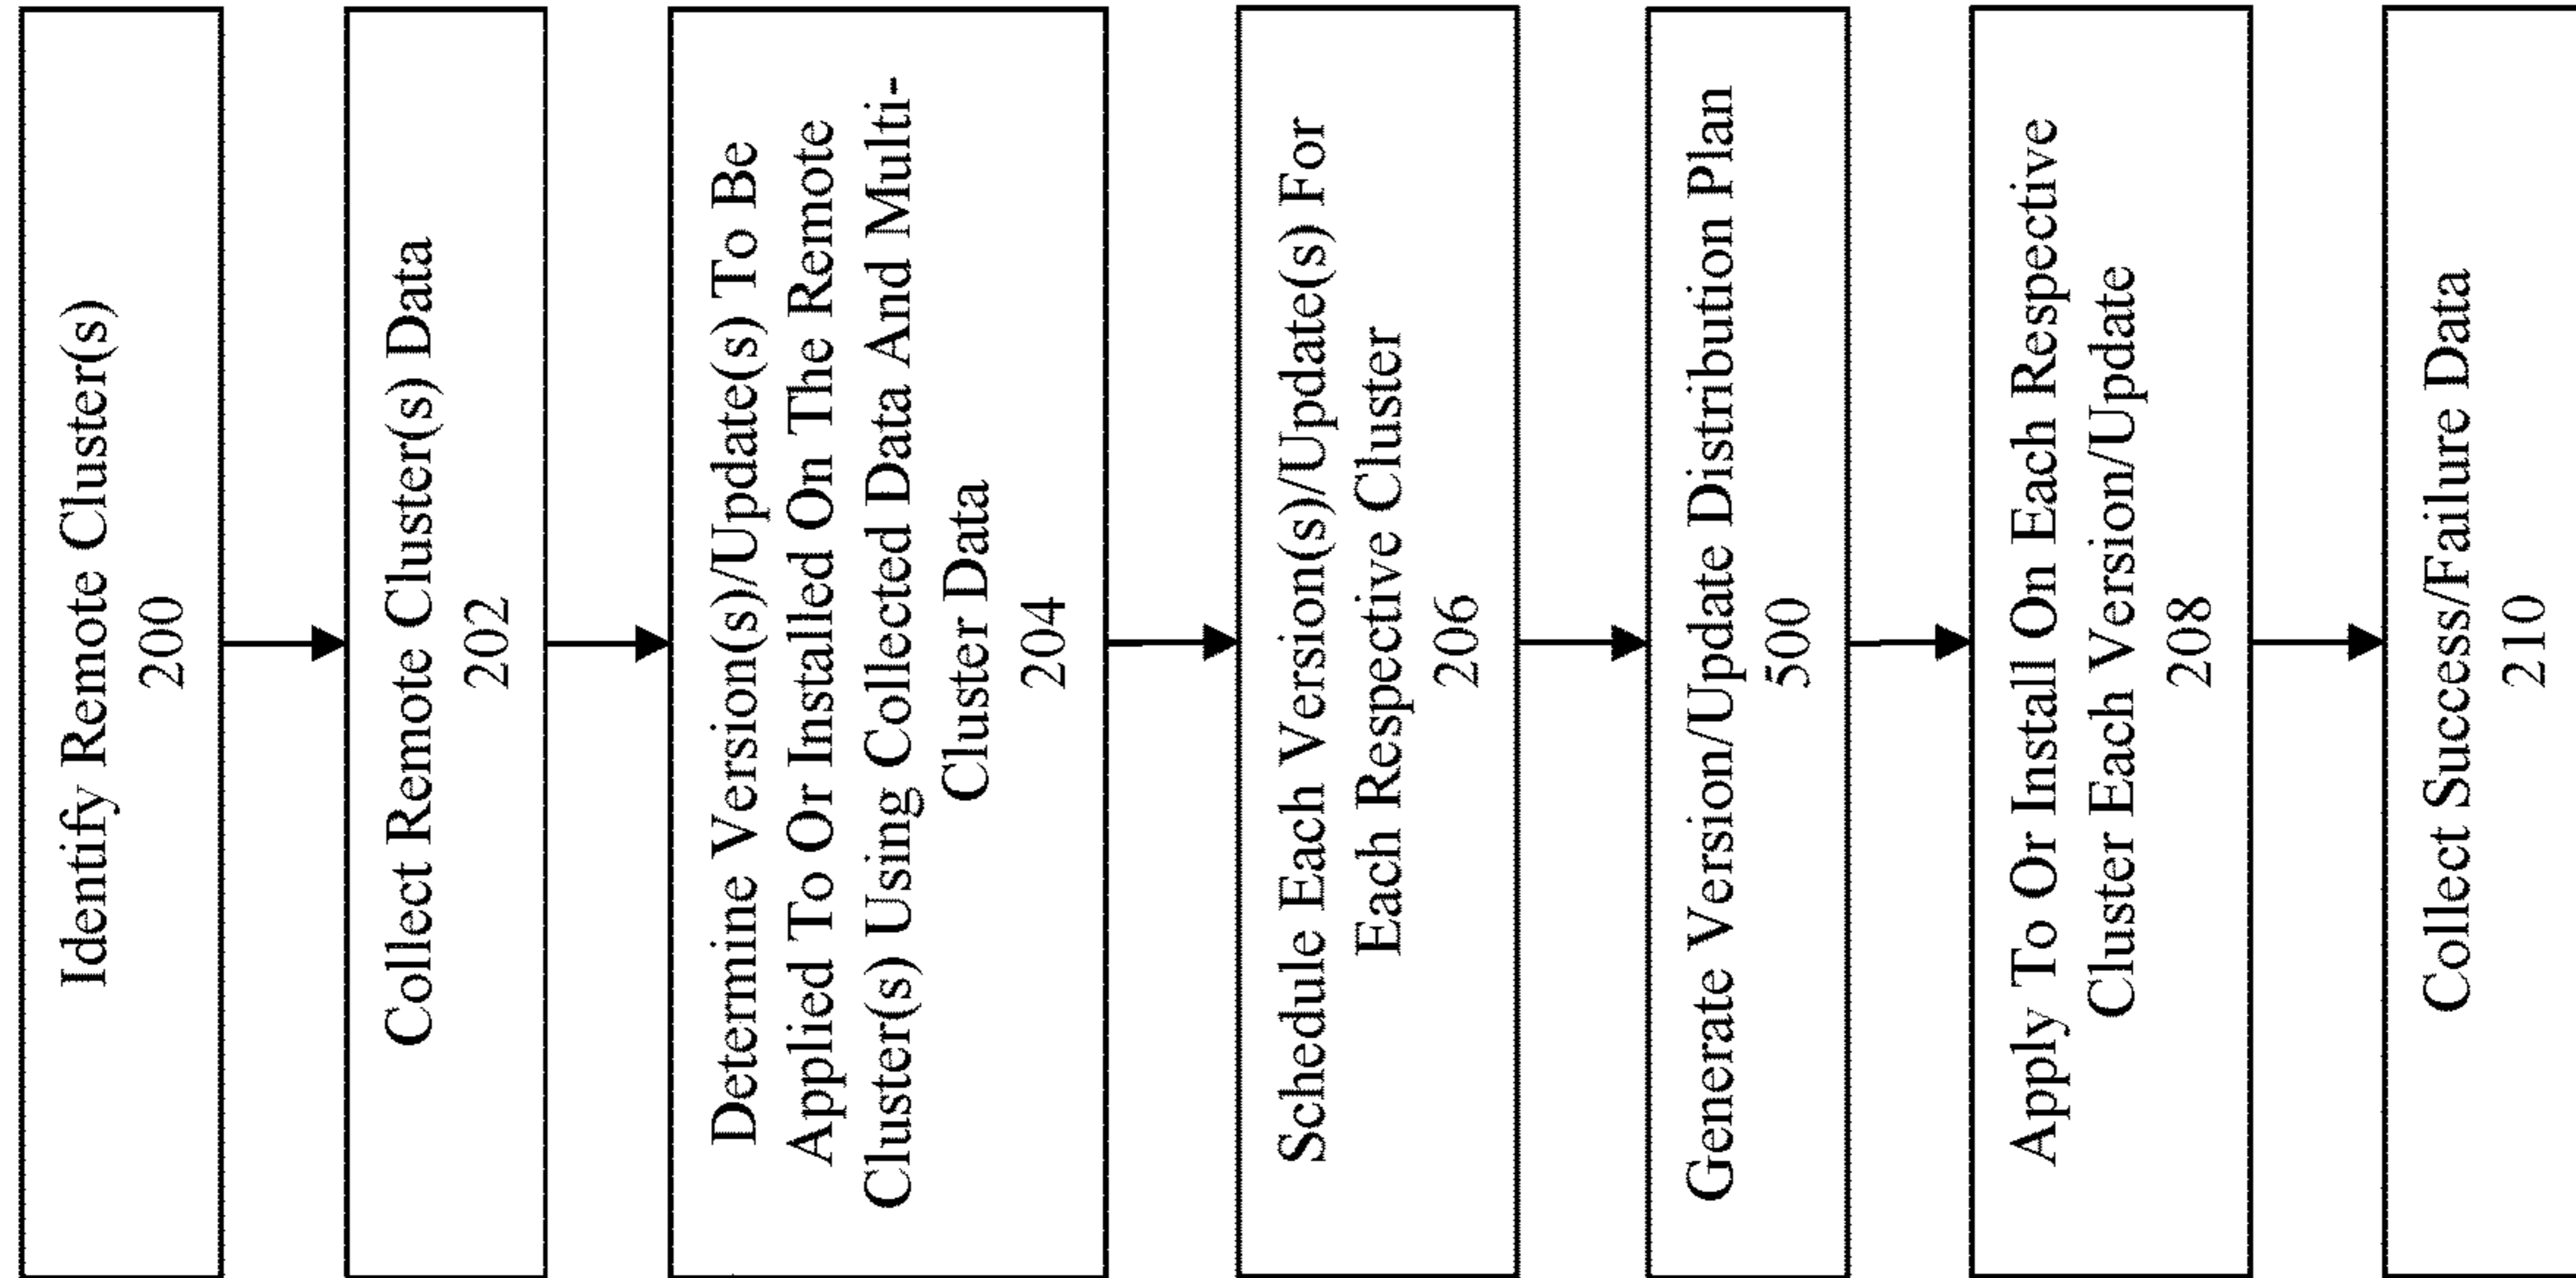 Identify Remote Cluster(s)
200
Collect Remote Cluster(s) Data
202
Determine Version(s)/Update(s) To Be
Applied To Or Installed On The Remote
Cluster(s) Using Collected Data And Multi-
Cluster Data
204
Schedule Each Version(s)/Update(s) For
Each Respective Cluster
206
Generate Version/Update Distribution Plan
500
Apply To Or Install On Each Respective
Cluster Each Version/Update
208
Collect Success/Failure Data
210